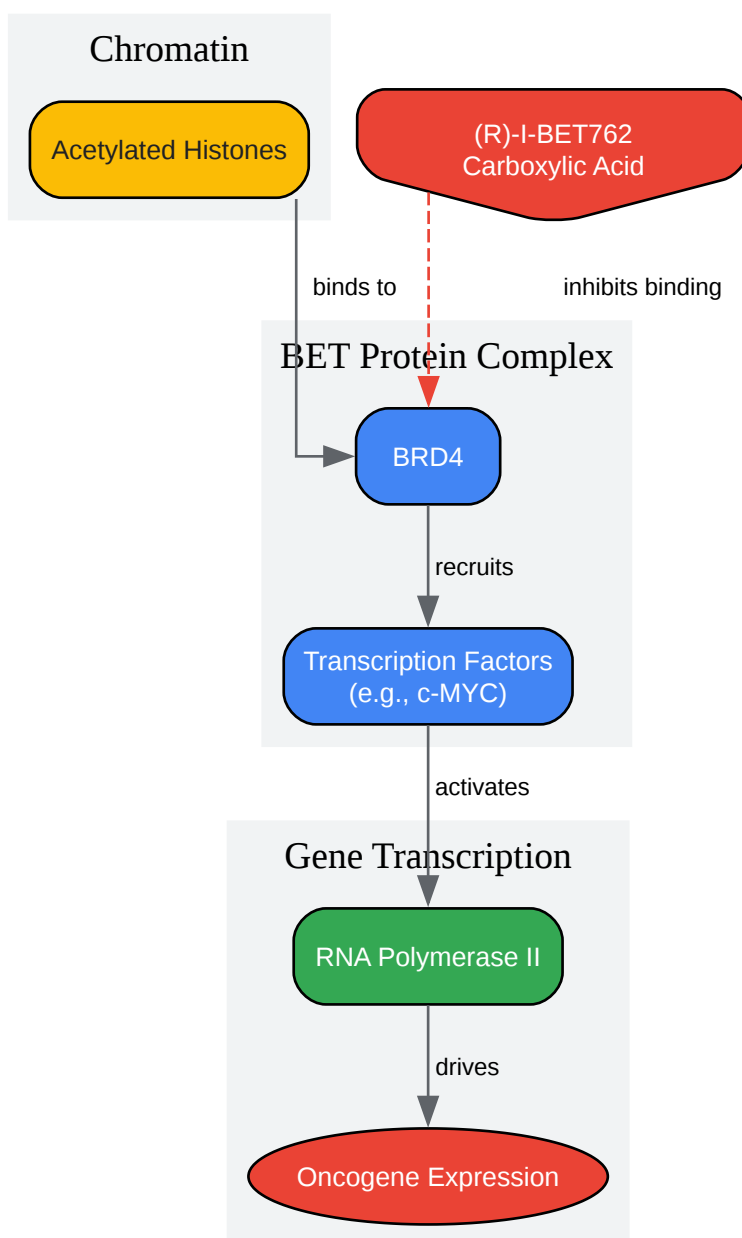 Chromatin
Acetylated Histones
(R)-I-BET762
Carboxylic Acid
binds to
inhibits binding
BET Protein Complex
BRD4
recruits
Transcription Factors
(e.g., c-MYC)
activates
Gene Transcription
RNA Polymerase II
drives
Oncogene Expression